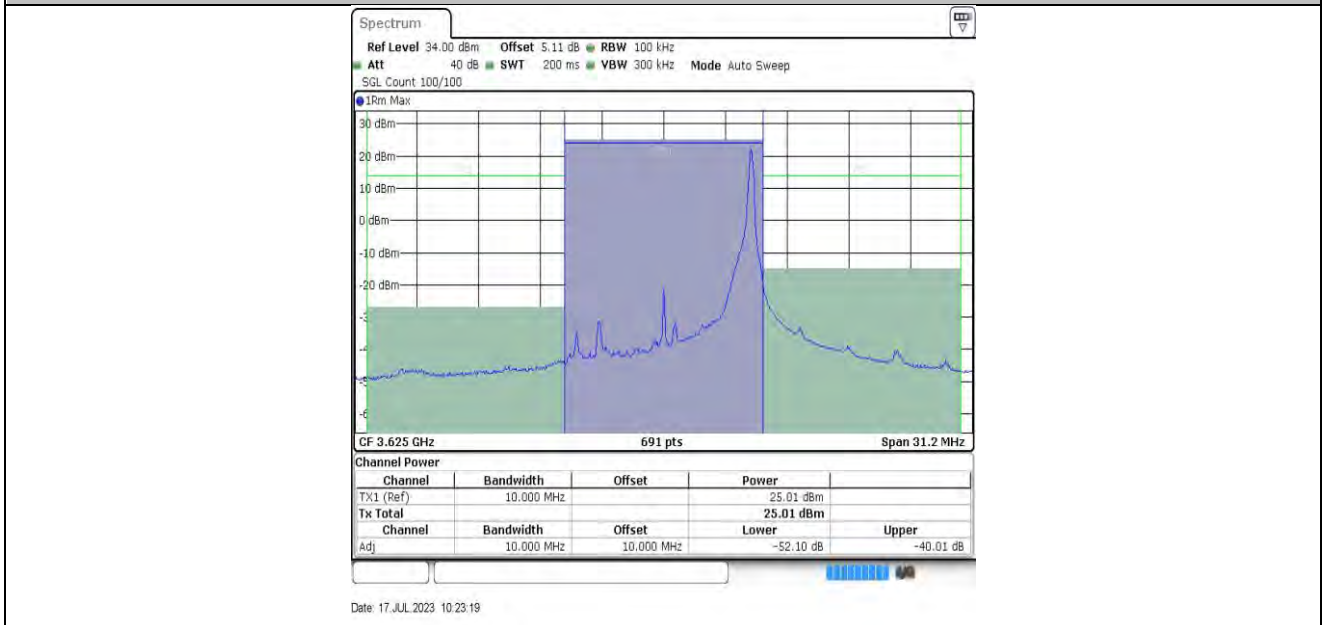 Spectrum
Ref Level 34.00 dBm Offset 5.11 dB RBW 100 kHz
Att 40 dB SWT 200 ms VBW 300 kHz Mode Auto Sweep
SGL Count 100/100
1Rm Max
30 dBm
20 dBm
10 dBm
0 dBm
-10 dBm
-20 dBm
CF 3.625 GHz 691 pts Span 31.2 MHz
Channel Power
Channel Bandwidth Offset Power
TX1 (Ref) 10.000 MHz 25.01 dBm
Tx Total 25.01 dBm
Channel Bandwidth Offset Lower Upper
Adj 10.000 MHz 10.000 MHz -52.10 dB -40.01 dB
Date: 17.JUL.2023 10:23:19